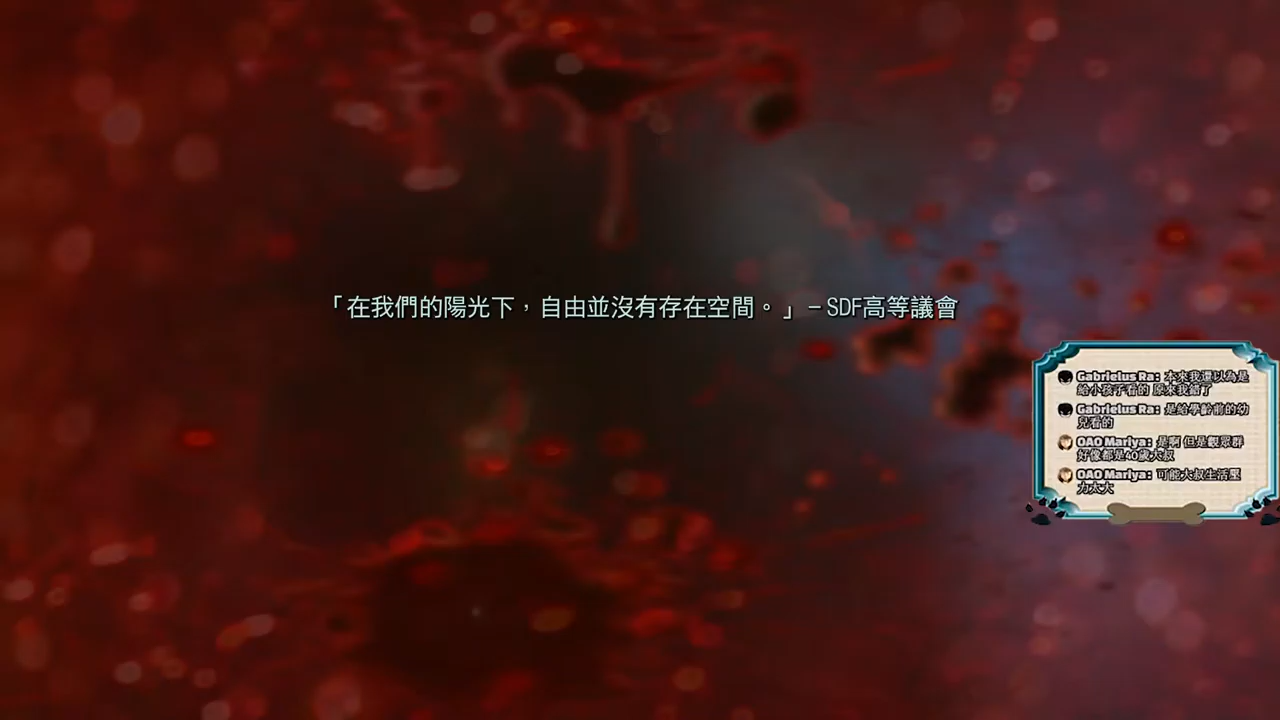 「在我們的陽光下，自由並沒有存在空間。」－SDF高等議會
Gabrielus Ra: 本來我還以為是
給小孩子看的 原來我錯了
Gabrielus Ra: 是給學齡前的幼
兒看的
OAO Mariya: 是啊 但是觀眾群
好像都是40歲大叔
OAO Mariya: 可能大叔生活壓
力太大